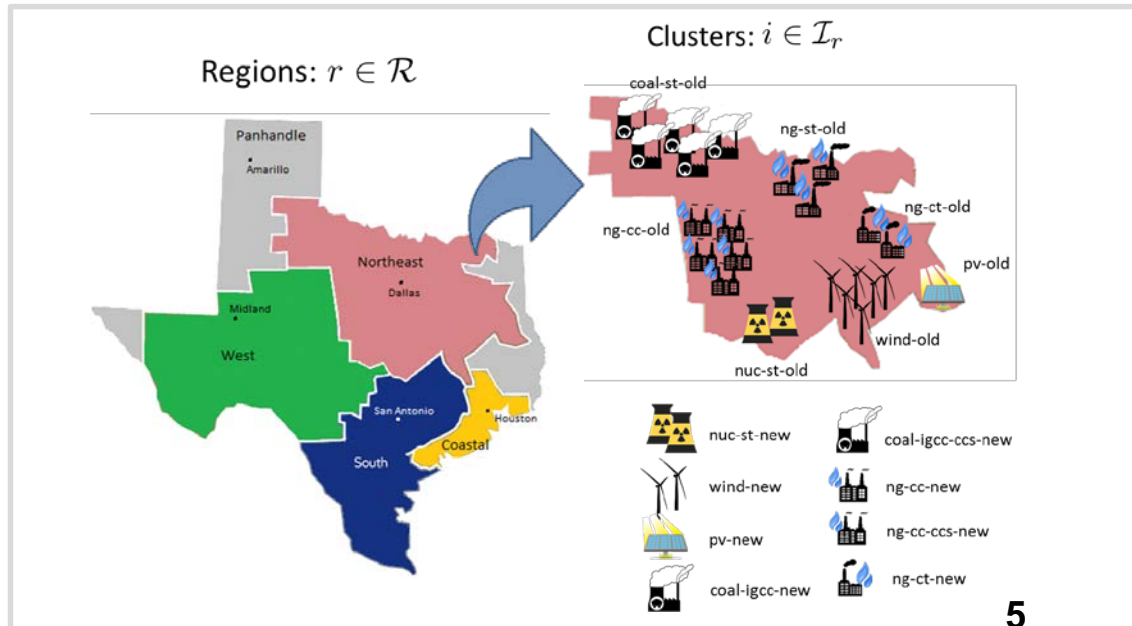 Regions: r ∈ R
Clusters: i ∈ I_r
Panhandle
Amarillo
Northeast
Dallas
Midland
West
San Antonio
Houston
Coastal
South
coal-st-old
ng-st-old
ng-ct-old
ng-cc-old
pv-old
wind-old
nuc-st-old
nuc-st-new
coal-igcc-ccs-new
wind-new
ng-cc-new
pv-new
ng-cc-ccs-new
coal-igcc-new
ng-ct-new
5